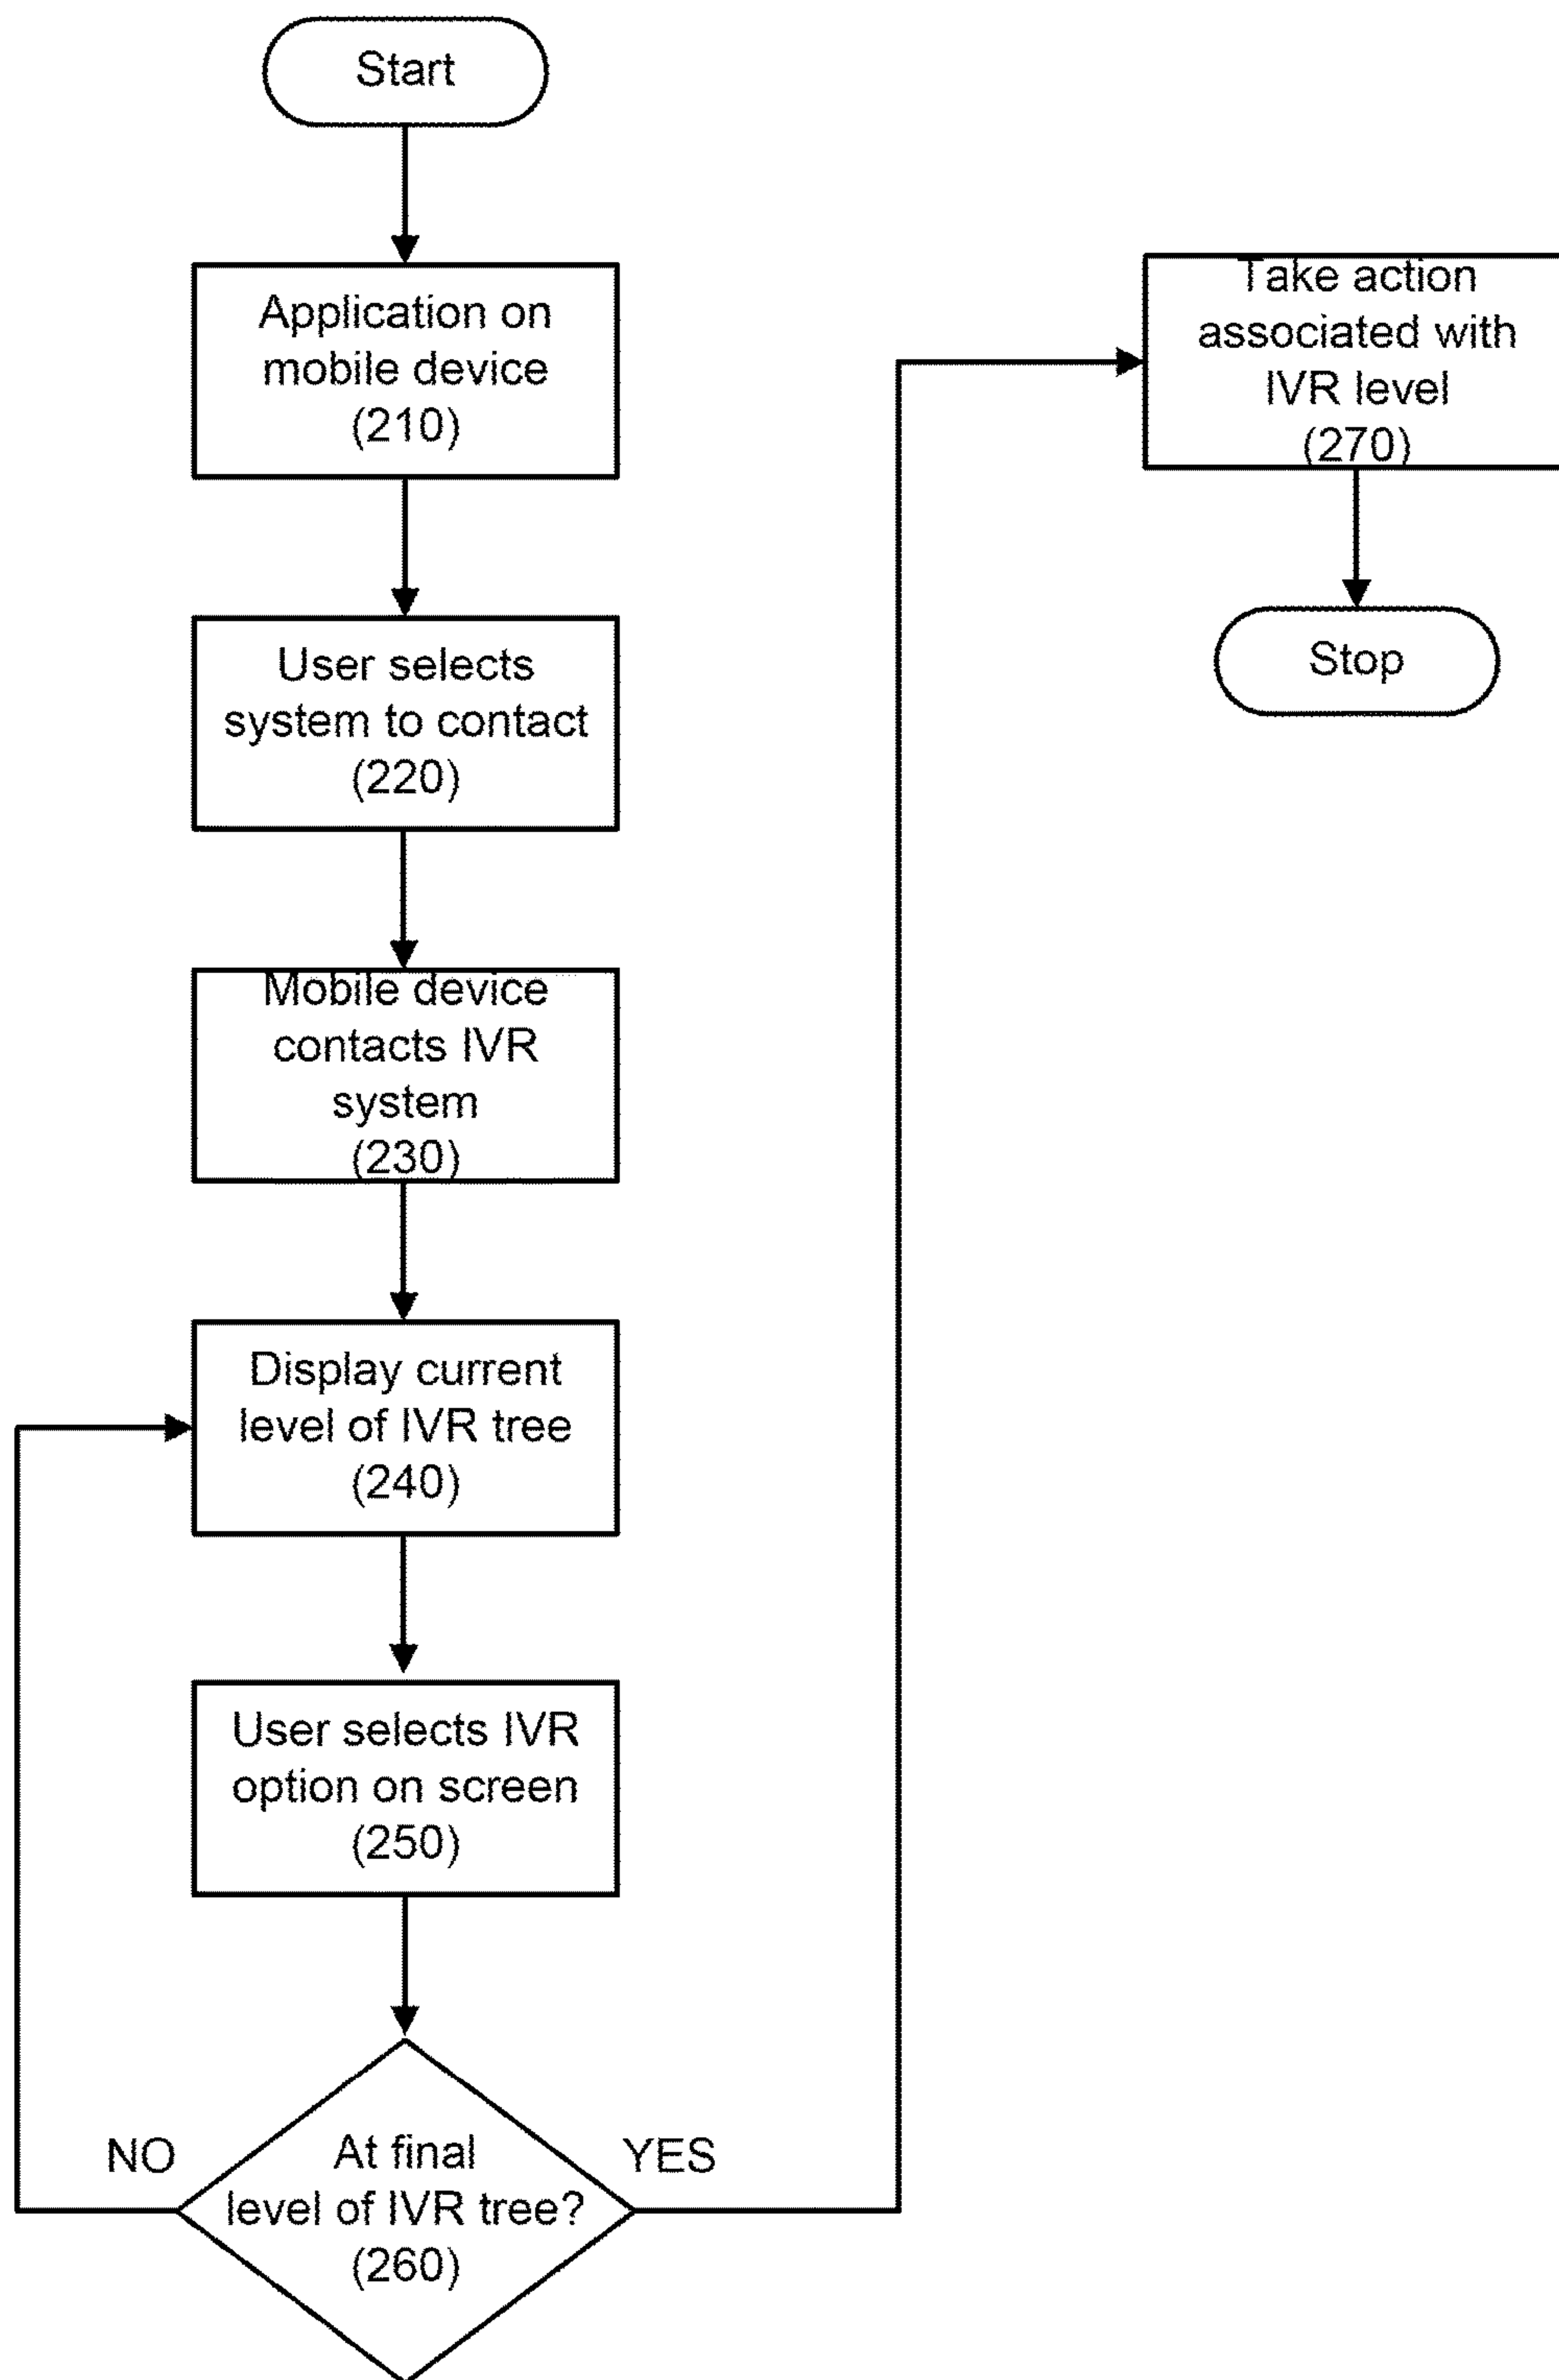 Start
Application on
mobile device
(210)
User selects
system to contact
(220)
Mobile device
contacts IVR
system
(230)
Display current
level of IVR tree
(240)
User selects IVR
option on screen
(250)
NO
At final
level of IVR tree?
(260)
YES
Take action
associated with
IVR level
(270)
Stop